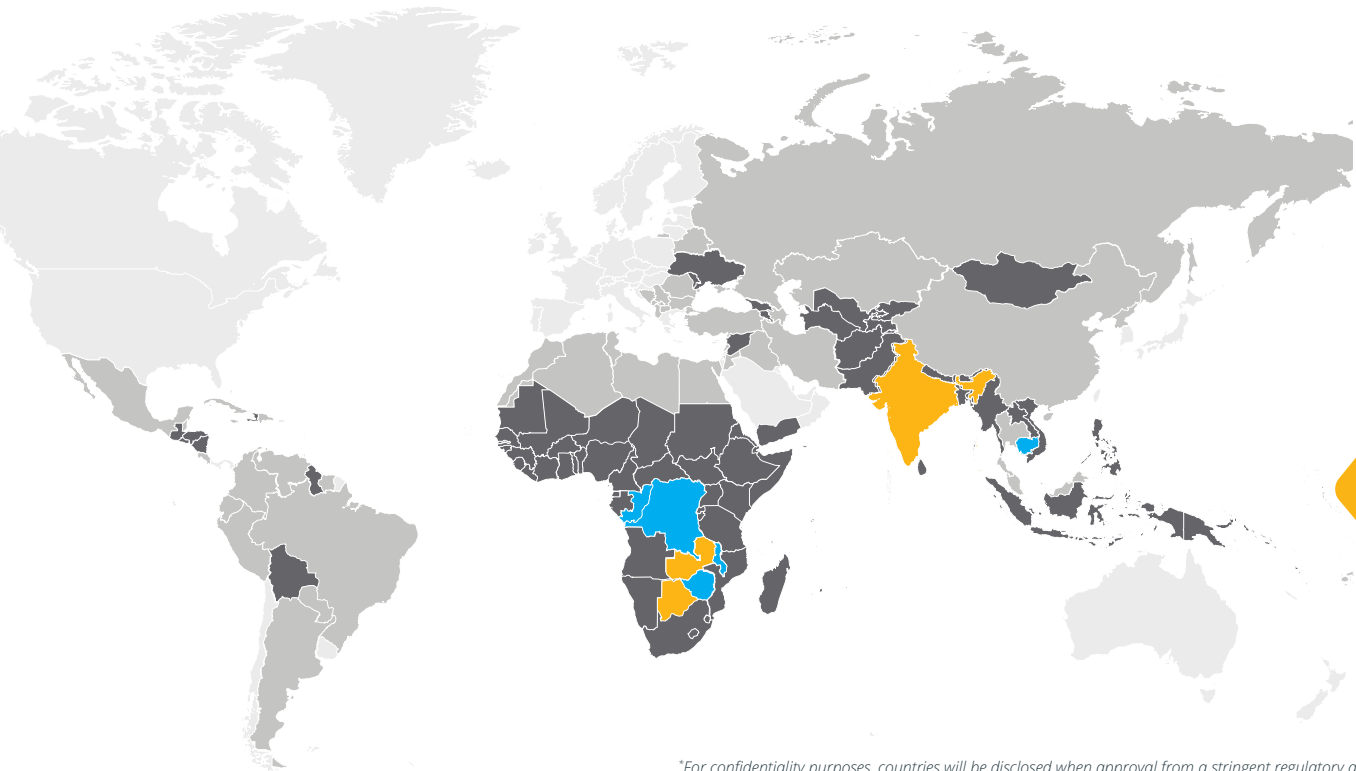 *For confidentiality purposes, countries will be disclosed when approval from a stringent regulatory